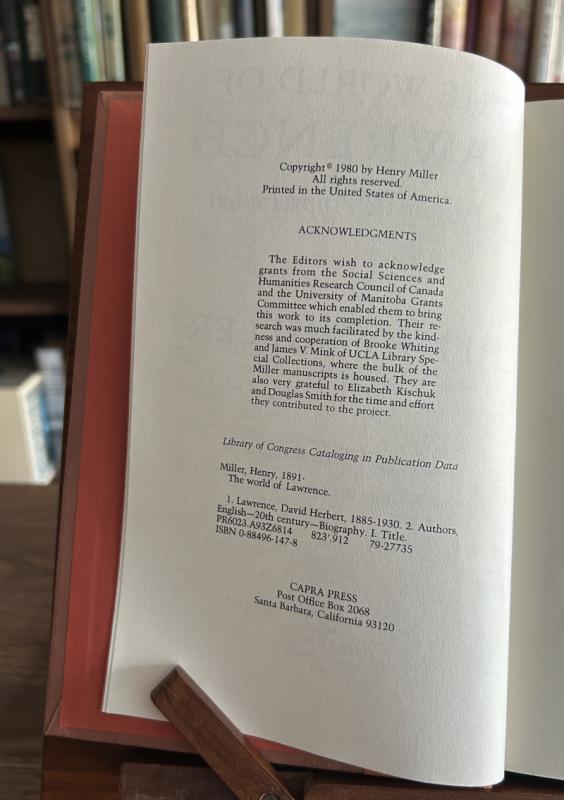 Copyright © 1980 by Henry Miller
All rights reserved.
Printed in the United States of America.
ACKNOWLEDGMENTS
The Editors wish to acknowledge
grants from the Social Sciences and
Humanities Research Council of Canada
and the University of Manitoba Grants
Committee which enabled them to bring
this work to its completion. Their re-
search was much facilitated by the kind-
ness and cooperation of Brooke Whiting
and James V. Mink of UCLA Library Spe-
cial Collections, where the bulk of the
Miller manuscripts is housed. They are
also very grateful to Elizabeth Kischuk
and Douglas Smith for the time and effort
they contributed to the project.
Library of Congress Cataloging in Publication Data
Miller, Henry, 1891-
The world of Lawrence.
1. Lawrence, David Herbert, 1885-1930. 2. Authors,
English—20th century—Biography. I. Title.
PR6023.A93Z6814 823'.912 79-27735
ISBN 0-88496-147-8
CAPRA PRESS
Post Office Box 2068
Santa Barbara, California 93120